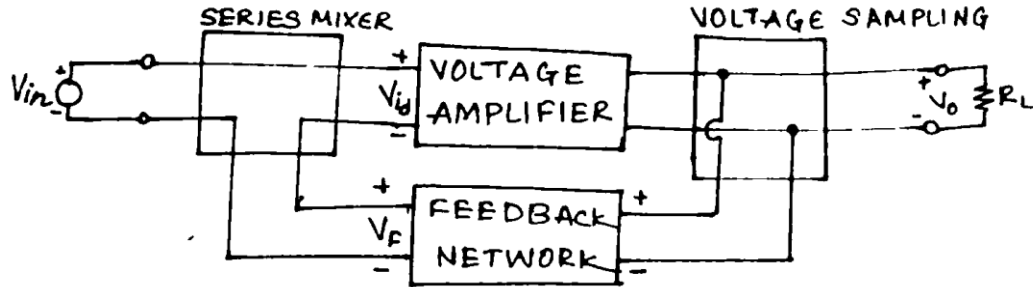 SERIES MIXER
VOLTAGE SAMPLING
+
+
VOLTAGE
AMPLIFIER
Vin
-
Vid
-
+
Vo
-
RL
+
VF
-
FEEDBACK
NETWORK
+
-